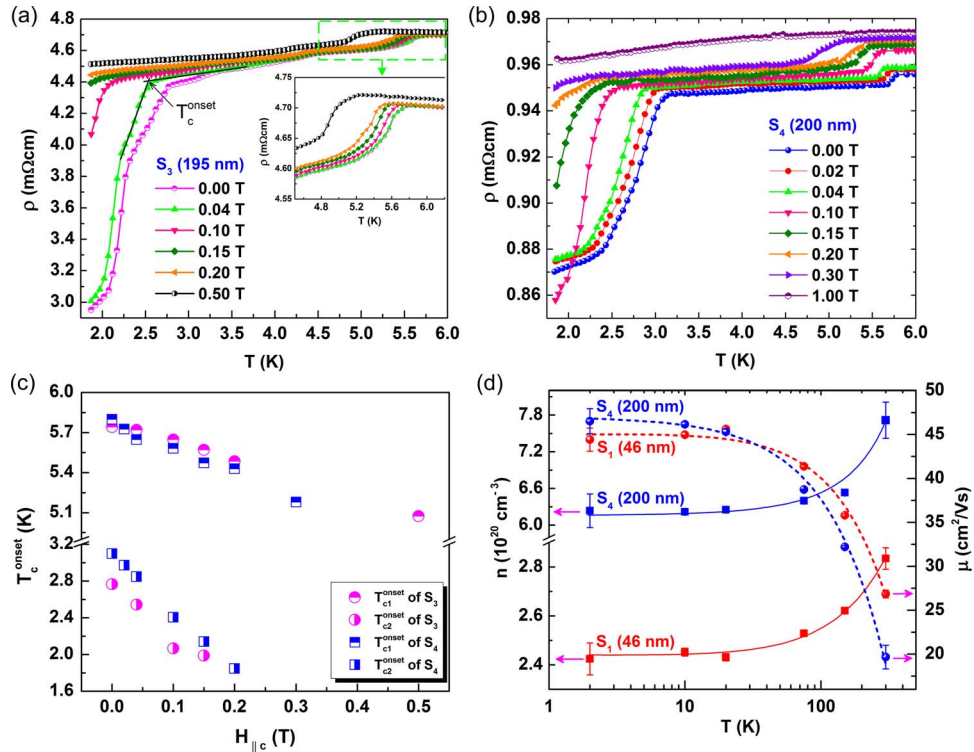 (a)
4.8
4.6
4.4
4.2
4.0
3.8
3.6
3.4
3.2
3.0
ρ (mΩcm)
2.0 2.5 3.0 3.5 4.0 4.5 5.0 5.5 6.0
T (K)
T_c^onset
S3 (195 nm)
0.00 T
0.04 T
0.10 T
0.15 T
0.20 T
0.50 T
4.75
4.70
4.65
4.60
4.55
ρ (mΩcm)
4.8 5.2 5.6 6.0
T (K)
(b)
0.98
0.96
0.94
0.92
0.90
0.88
0.86
ρ (mΩcm)
2.0 2.5 3.0 3.5 4.0 4.5 5.0 5.5 6.0
T (K)
S4 (200 nm)
0.00 T
0.02 T
0.04 T
0.10 T
0.15 T
0.20 T
0.30 T
1.00 T
(c)
6.0
5.7
5.4
5.1
3.2
2.8
2.4
2.0
1.6
T_c^onset (K)
0.0 0.1 0.2 0.3 0.4 0.5
H∥c (T)
T_c1^onset of S3
T_c2^onset of S3
T_c1^onset of S4
T_c2^onset of S4
(d)
7.8
7.2
6.6
6.0
2.8
2.6
2.4
n (10^20 cm^-3)
1 10 100
T (K)
50
45
40
35
30
25
20
15
μ (cm^2/Vs)
S4 (200 nm)
S1 (46 nm)
S4 (200 nm)
S1 (46 nm)